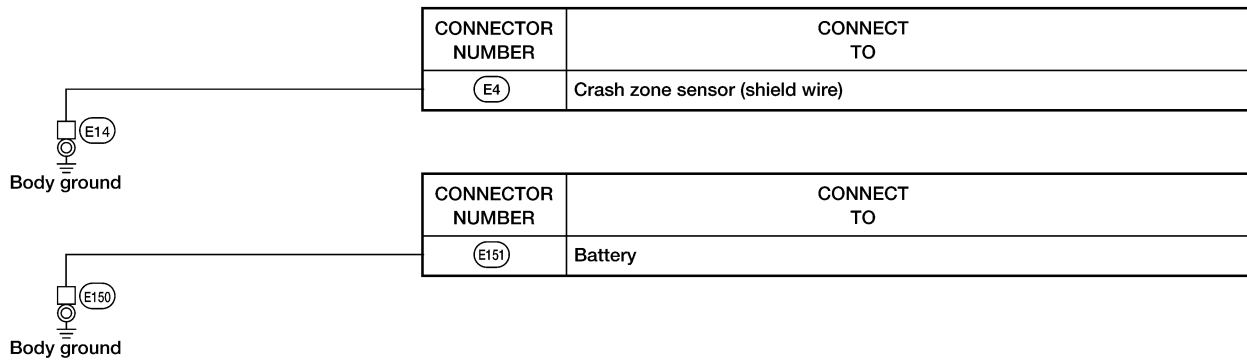 CONNECTOR NUMBER
CONNECT TO
E4
Crash zone sensor (shield wire)
E14
Body ground
CONNECTOR NUMBER
CONNECT TO
E151
Battery
E150
Body ground